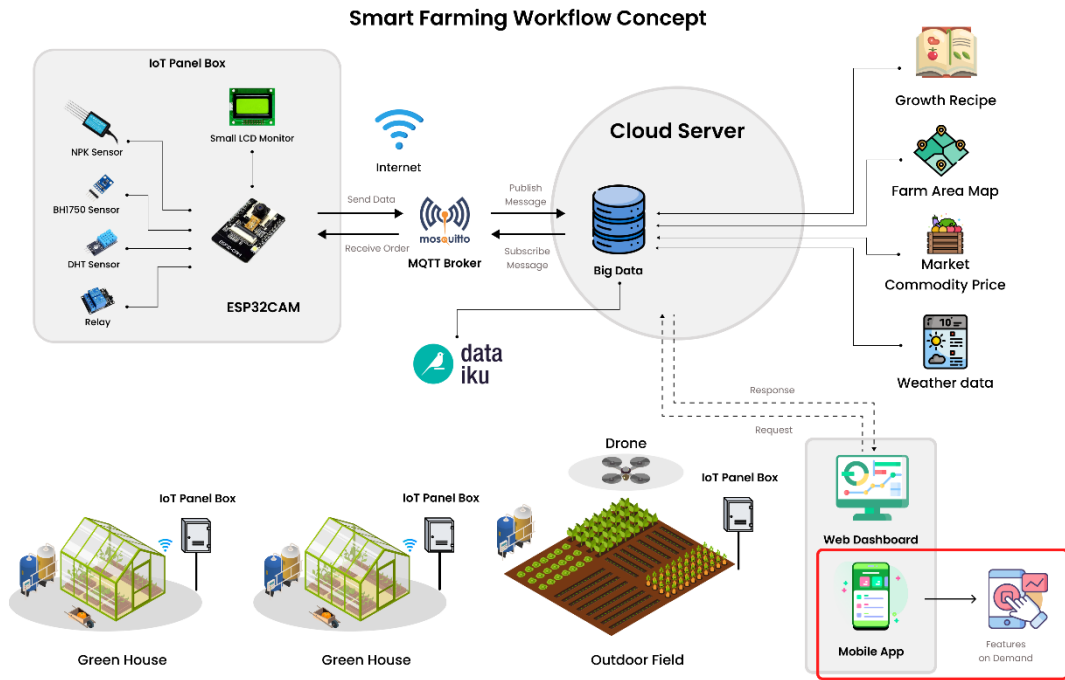 Smart Farming Workflow Concept
IoT Panel Box
NPK Sensor
Small LCD Monitor
BH1750 Sensor
DHT Sensor
Relay
ESP32CAM
Internet
Send Data
Receive Order
mosquitto
MQTT Broker
Publish
Message
Subscribe
Message
Cloud Server
Big Data
data
iku
Growth Recipe
Farm Area Map
Market
Commodity Price
10°
Weather data
Response
Request
IoT Panel Box
Green House
IoT Panel Box
Green House
Drone
IoT Panel Box
Outdoor Field
Web Dashboard
Mobile App
Features
on Demand